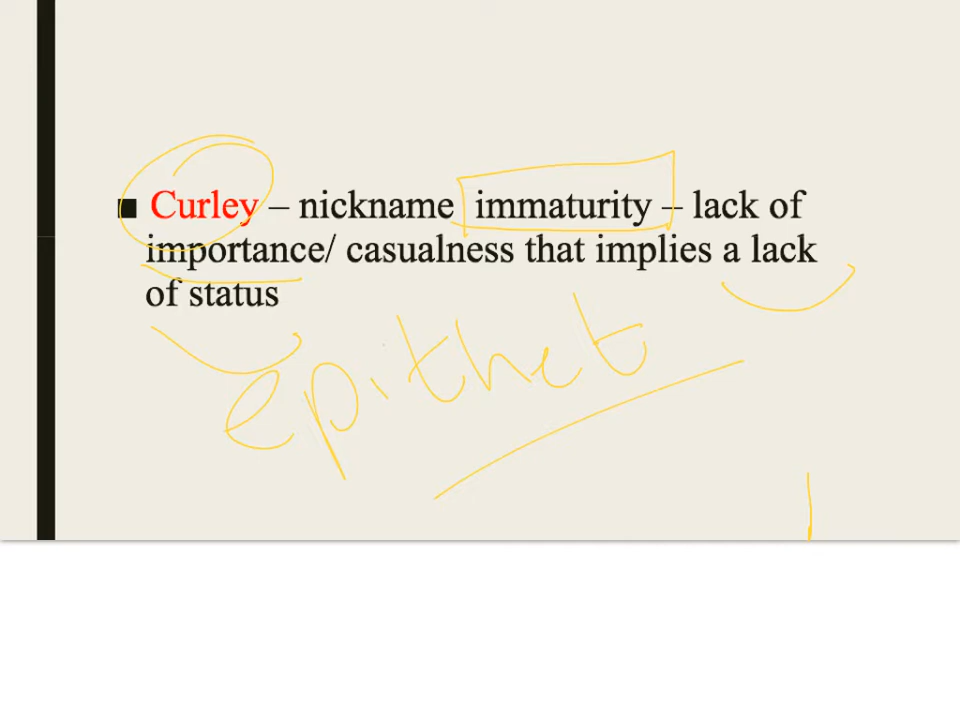 ■ Curley – nickname immaturity – lack of
importance/ casualness that implies a lack
of status
epithet